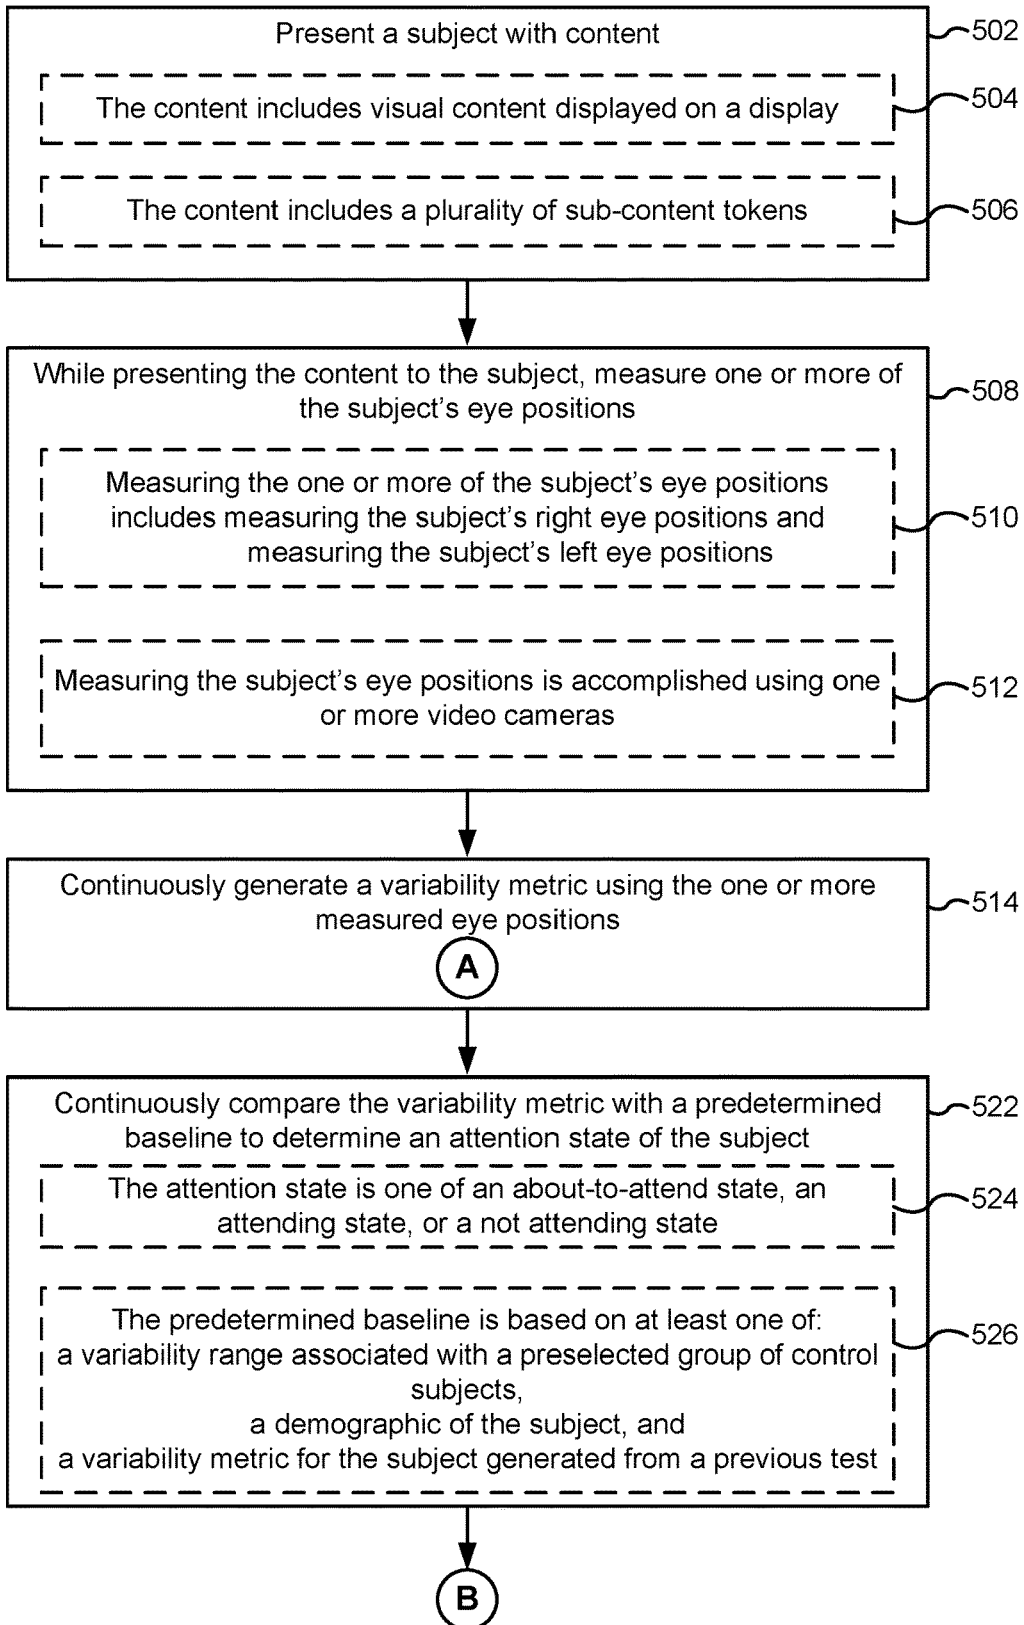 Present a subject with content
502
The content includes visual content displayed on a display
504
The content includes a plurality of sub-content tokens
506
While presenting the content to the subject, measure one or more of
the subject's eye positions
508
Measuring the one or more of the subject's eye positions
includes measuring the subject's right eye positions and
measuring the subject's left eye positions
510
Measuring the subject's eye positions is accomplished using one
or more video cameras
512
Continuously generate a variability metric using the one or more
measured eye positions
514
A
Continuously compare the variability metric with a predetermined
baseline to determine an attention state of the subject
522
The attention state is one of an about-to-attend state, an
attending state, or a not attending state
524
The predetermined baseline is based on at least one of:
a variability range associated with a preselected group of control
subjects,
a demographic of the subject, and
a variability metric for the subject generated from a previous test
526
B